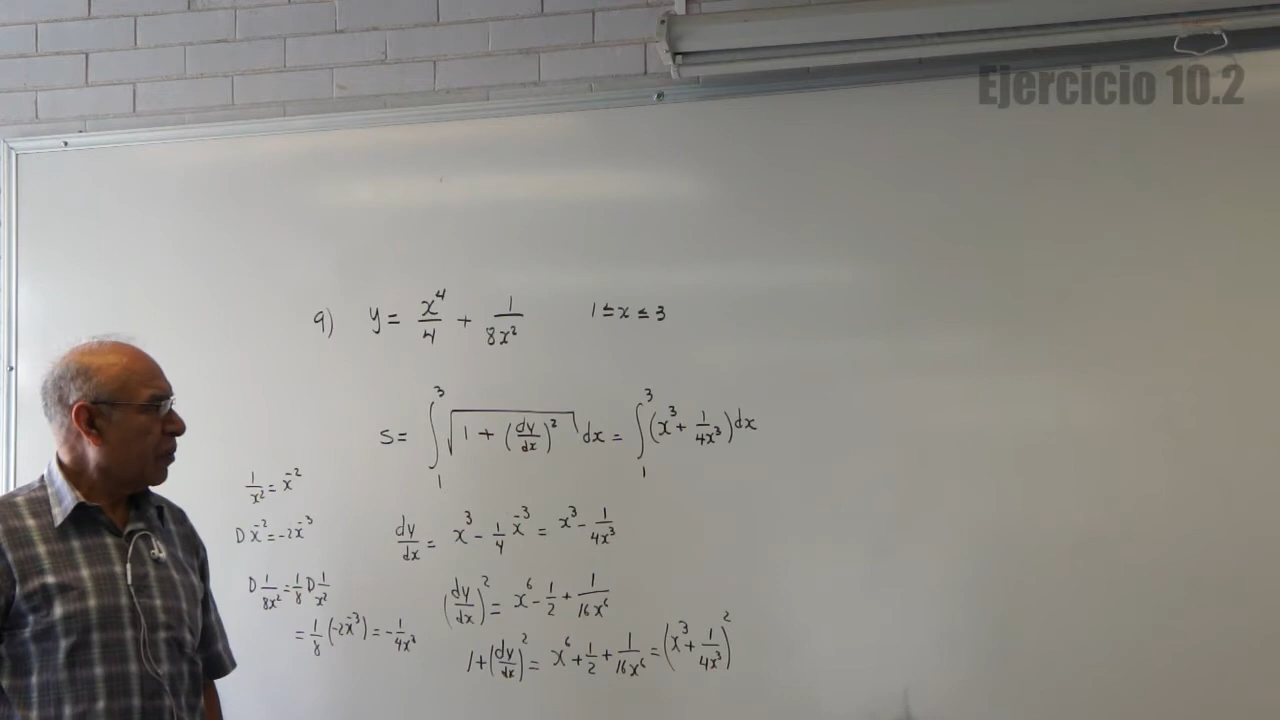 Ejercicio 10.2
9) y = x⁴/4 + 1/(8x²) 1 ≤ x ≤ 3
S = ∫₁³ √(1 + (dy/dx)²) dx = ∫₁³ (x³ + 1/(4x³)) dx
1/x² = x⁻²
D x⁻² = -2x⁻³
D 1/(8x²) = 1/8 D 1/x²
= 1/8 (-2x⁻³) = -1/(4x³)
dy/dx = x³ - 1/4 x⁻³ = x³ - 1/(4x³)
(dy/dx)² = x⁶ - 1/2 + 1/(16x⁶)
1 + (dy/dx)² = x⁶ + 1/2 + 1/(16x⁶) = (x³ + 1/(4x³))²